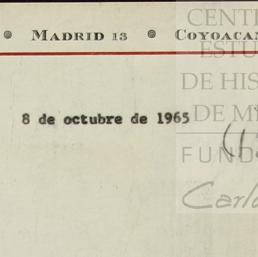 Madrid 13 • Coyoacan
8 de octubre de 1965
CENT
ESTU
DE HIS
DE M
FUND
Carl